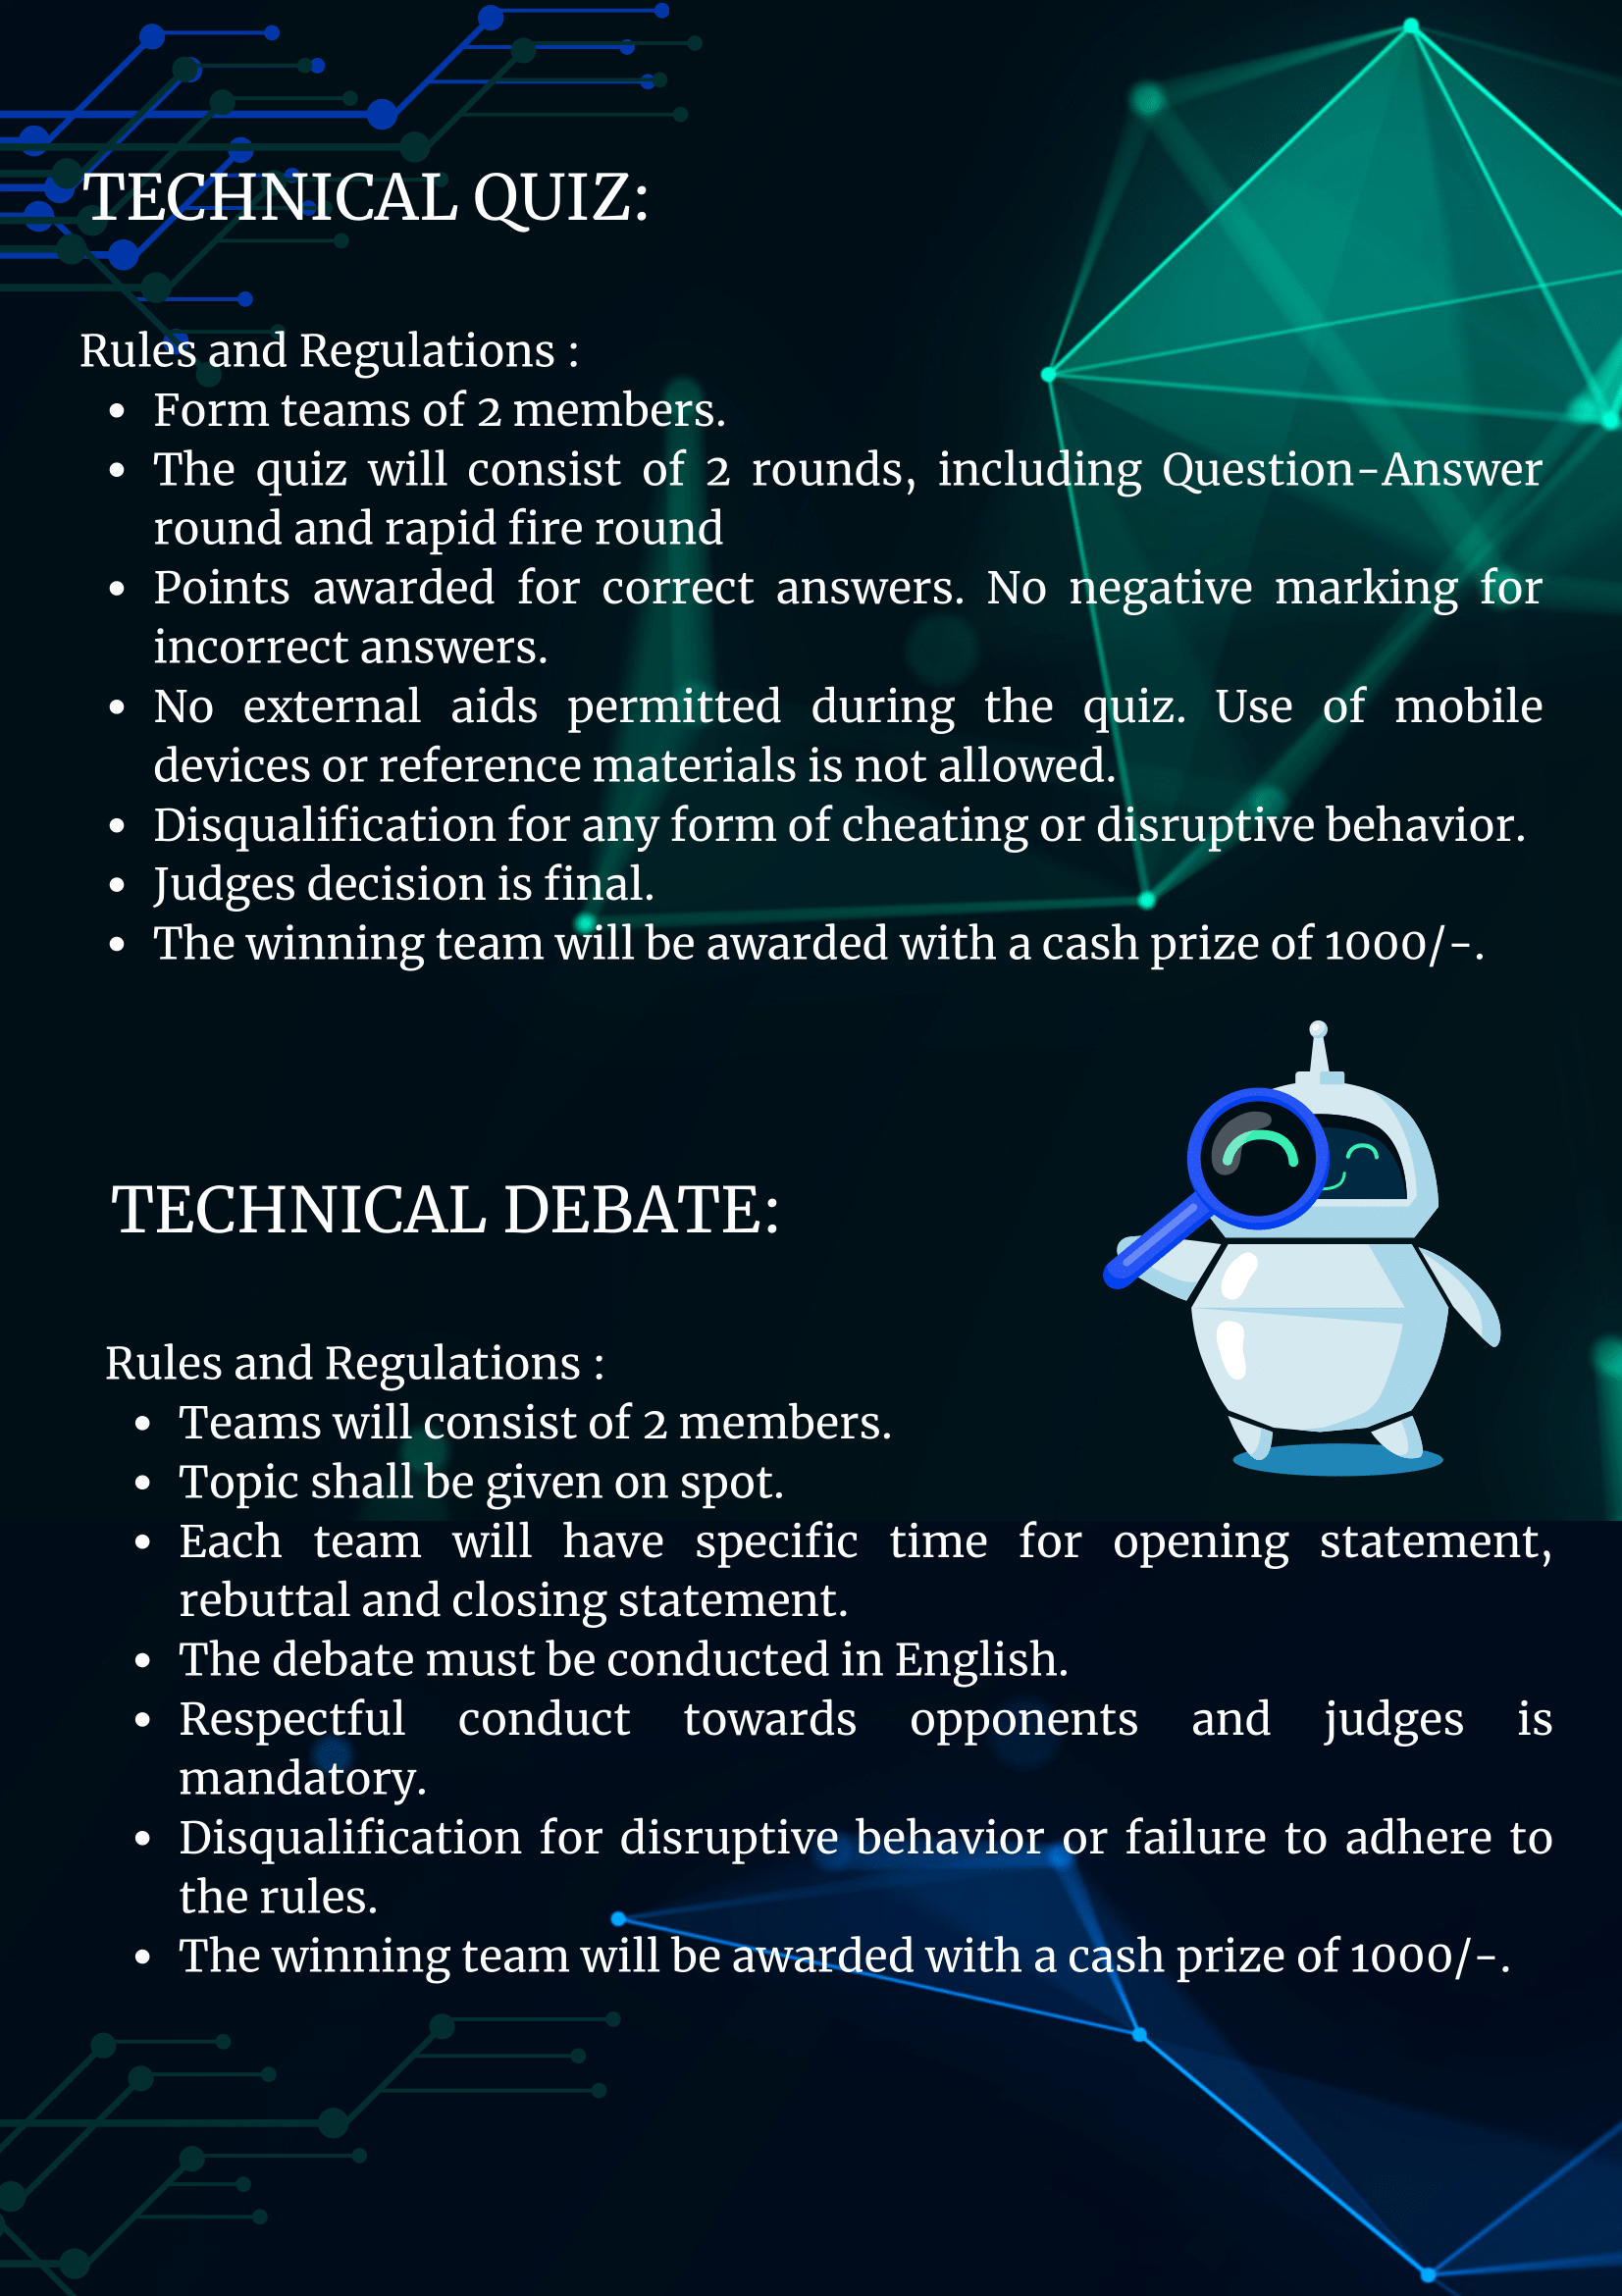 TECHNICAL QUIZ:
Rules and Regulations :
• Form teams of 2 members.
• The quiz will consist of 2 rounds, including Question-Answer
round and rapid fire round
• Points awarded for correct answers. No negative marking for
incorrect answers.
• No external aids permitted during the quiz. Use of mobile
devices or reference materials is not allowed.
• Disqualification for any form of cheating or disruptive behavior.
• Judges decision is final.
• The winning team will be awarded with a cash prize of 1000/-.
TECHNICAL DEBATE:
Rules and Regulations :
• Teams will consist of 2 members.
• Topic shall be given on spot.
• Each team will have specific time for opening statement,
rebuttal and closing statement.
• The debate must be conducted in English.
• Respectful conduct towards opponents and judges is
mandatory.
• Disqualification for disruptive behavior or failure to adhere to
the rules.
• The winning team will be awarded with a cash prize of 1000/-.